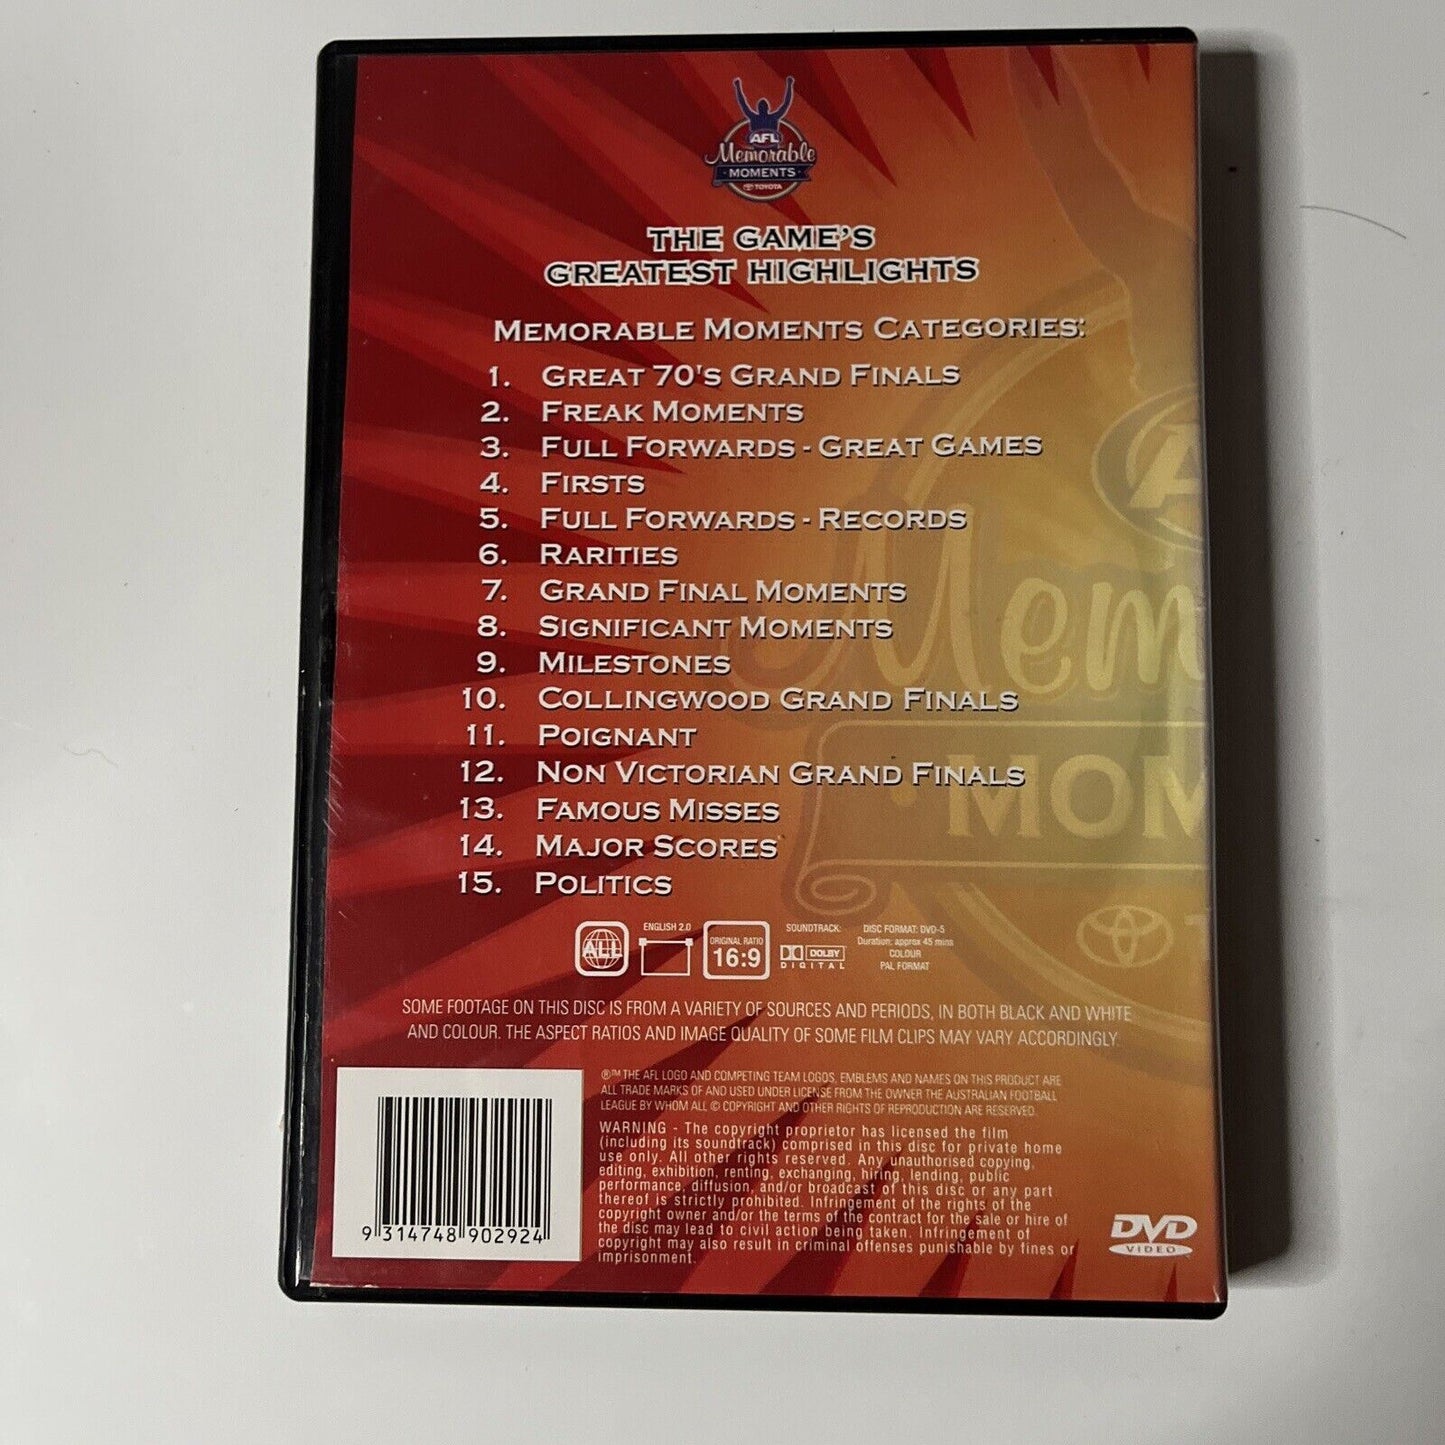 AFL
Memorable
MOMENTS
TOYOTA
THE GAME'S
GREATEST HIGHLIGHTS
MEMORABLE MOMENTS CATEGORIES:
1. GREAT 70'S GRAND FINALS
2. FREAK MOMENTS
3. FULL FORWARDS - GREAT GAMES
4. FIRSTS
5. FULL FORWARDS - RECORDS
6. RARITIES
7. GRAND FINAL MOMENTS
8. SIGNIFICANT MOMENTS
9. MILESTONES
10. COLLINGWOOD GRAND FINALS
11. POIGNANT
12. NON VICTORIAN GRAND FINALS
13. FAMOUS MISSES
14. MAJOR SCORES
15. POLITICS
A
Mem
MOM
T
ALL
ENGLISH 2.0
ORIGINAL RATIO
16:9
SOUNDTRACK:
DOLBY
DIGITAL
DISC FORMAT: DVD-5
Duration: approx 45 mins
COLOUR
PAL FORMAT
SOME FOOTAGE ON THIS DISC IS FROM A VARIETY OF SOURCES AND PERIODS, IN BOTH BLACK AND WHITE
AND COLOUR. THE ASPECT RATIOS AND IMAGE QUALITY OF SOME FILM CLIPS MAY VARY ACCORDINGLY.
®™ THE AFL LOGO AND COMPETING TEAM LOGOS, EMBLEMS AND NAMES ON THIS PRODUCT ARE
ALL TRADE MARKS OF AND USED UNDER LICENSE FROM THE OWNER THE AUSTRALIAN FOOTBALL
LEAGUE BY WHOM ALL © COPYRIGHT AND OTHER RIGHTS OF REPRODUCTION ARE RESERVED.
WARNING - The copyright proprietor has licensed the film
(including its soundtrack) comprised in this disc for private home
use only. All other rights reserved. Any unauthorised copying,
editing, exhibition, renting, exchanging, hiring, lending, public
performance, diffusion, and/or broadcast of this disc or any part
thereof is strictly prohibited. Infringement of the rights of the
copyright owner and/or the terms of the contract for the sale or hire of
the disc may lead to civil action being taken. Infringement of
copyright may also result in criminal offenses punishable by fines or
imprisonment.
9 314748 902924
DVD
VIDEO